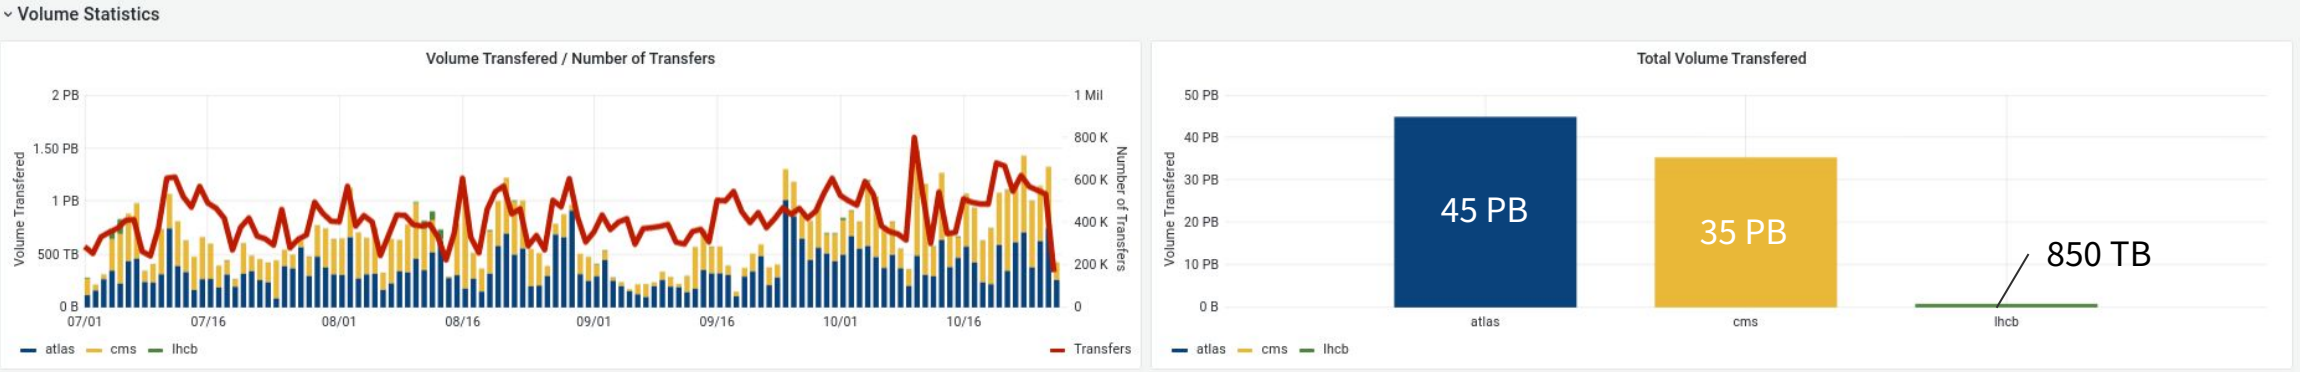 Volume Statistics
Volume Transfered / Number of Transfers
Volume Transfered
2 PB
1.50 PB
1 PB
500 TB
0 B
1 Mil
800 K
600 K
400 K
200 K
0
Number of Transfers
07/01 07/16 08/01 08/16 09/01 09/16 10/01 10/16
atlas cms lhcb Transfers
Total Volume Transfered
Volume Transfered
50 PB
40 PB
30 PB
20 PB
10 PB
0 B
45 PB
35 PB
850 TB
atlas cms lhcb
atlas cms lhcb